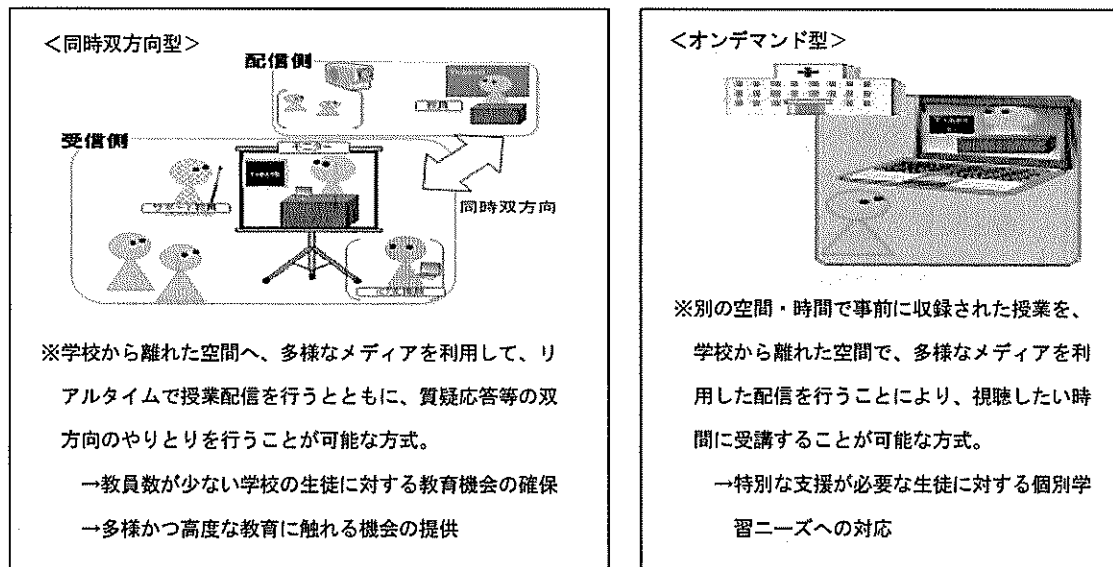 <同時双方向型>
配信側
受信側
同時双方向
※学校から離れた空間へ、多様なメディアを利用して、リ
アルタイムで授業配信を行うとともに、質疑応答等の双
方向のやりとりを行うことが可能な方式。
→教員数が少ない学校の生徒に対する教育機会の確保
→多様かつ高度な教育に触れる機会の提供
<オンデマンド型>
※別の空間・時間で事前に収録された授業を、
学校から離れた空間で、多様なメディアを利
用した配信を行うことにより、視聴したい時
間に受講することが可能な方式。
→特別な支援が必要な生徒に対する個別学
習ニーズへの対応